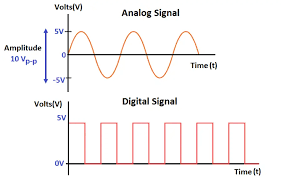 Volts(V)
Analog Signal
5V
Amplitude
10 Vp-p
0
Time (t)
-5V
Volts(V)
Digital Signal
5V
0V
Time (t)